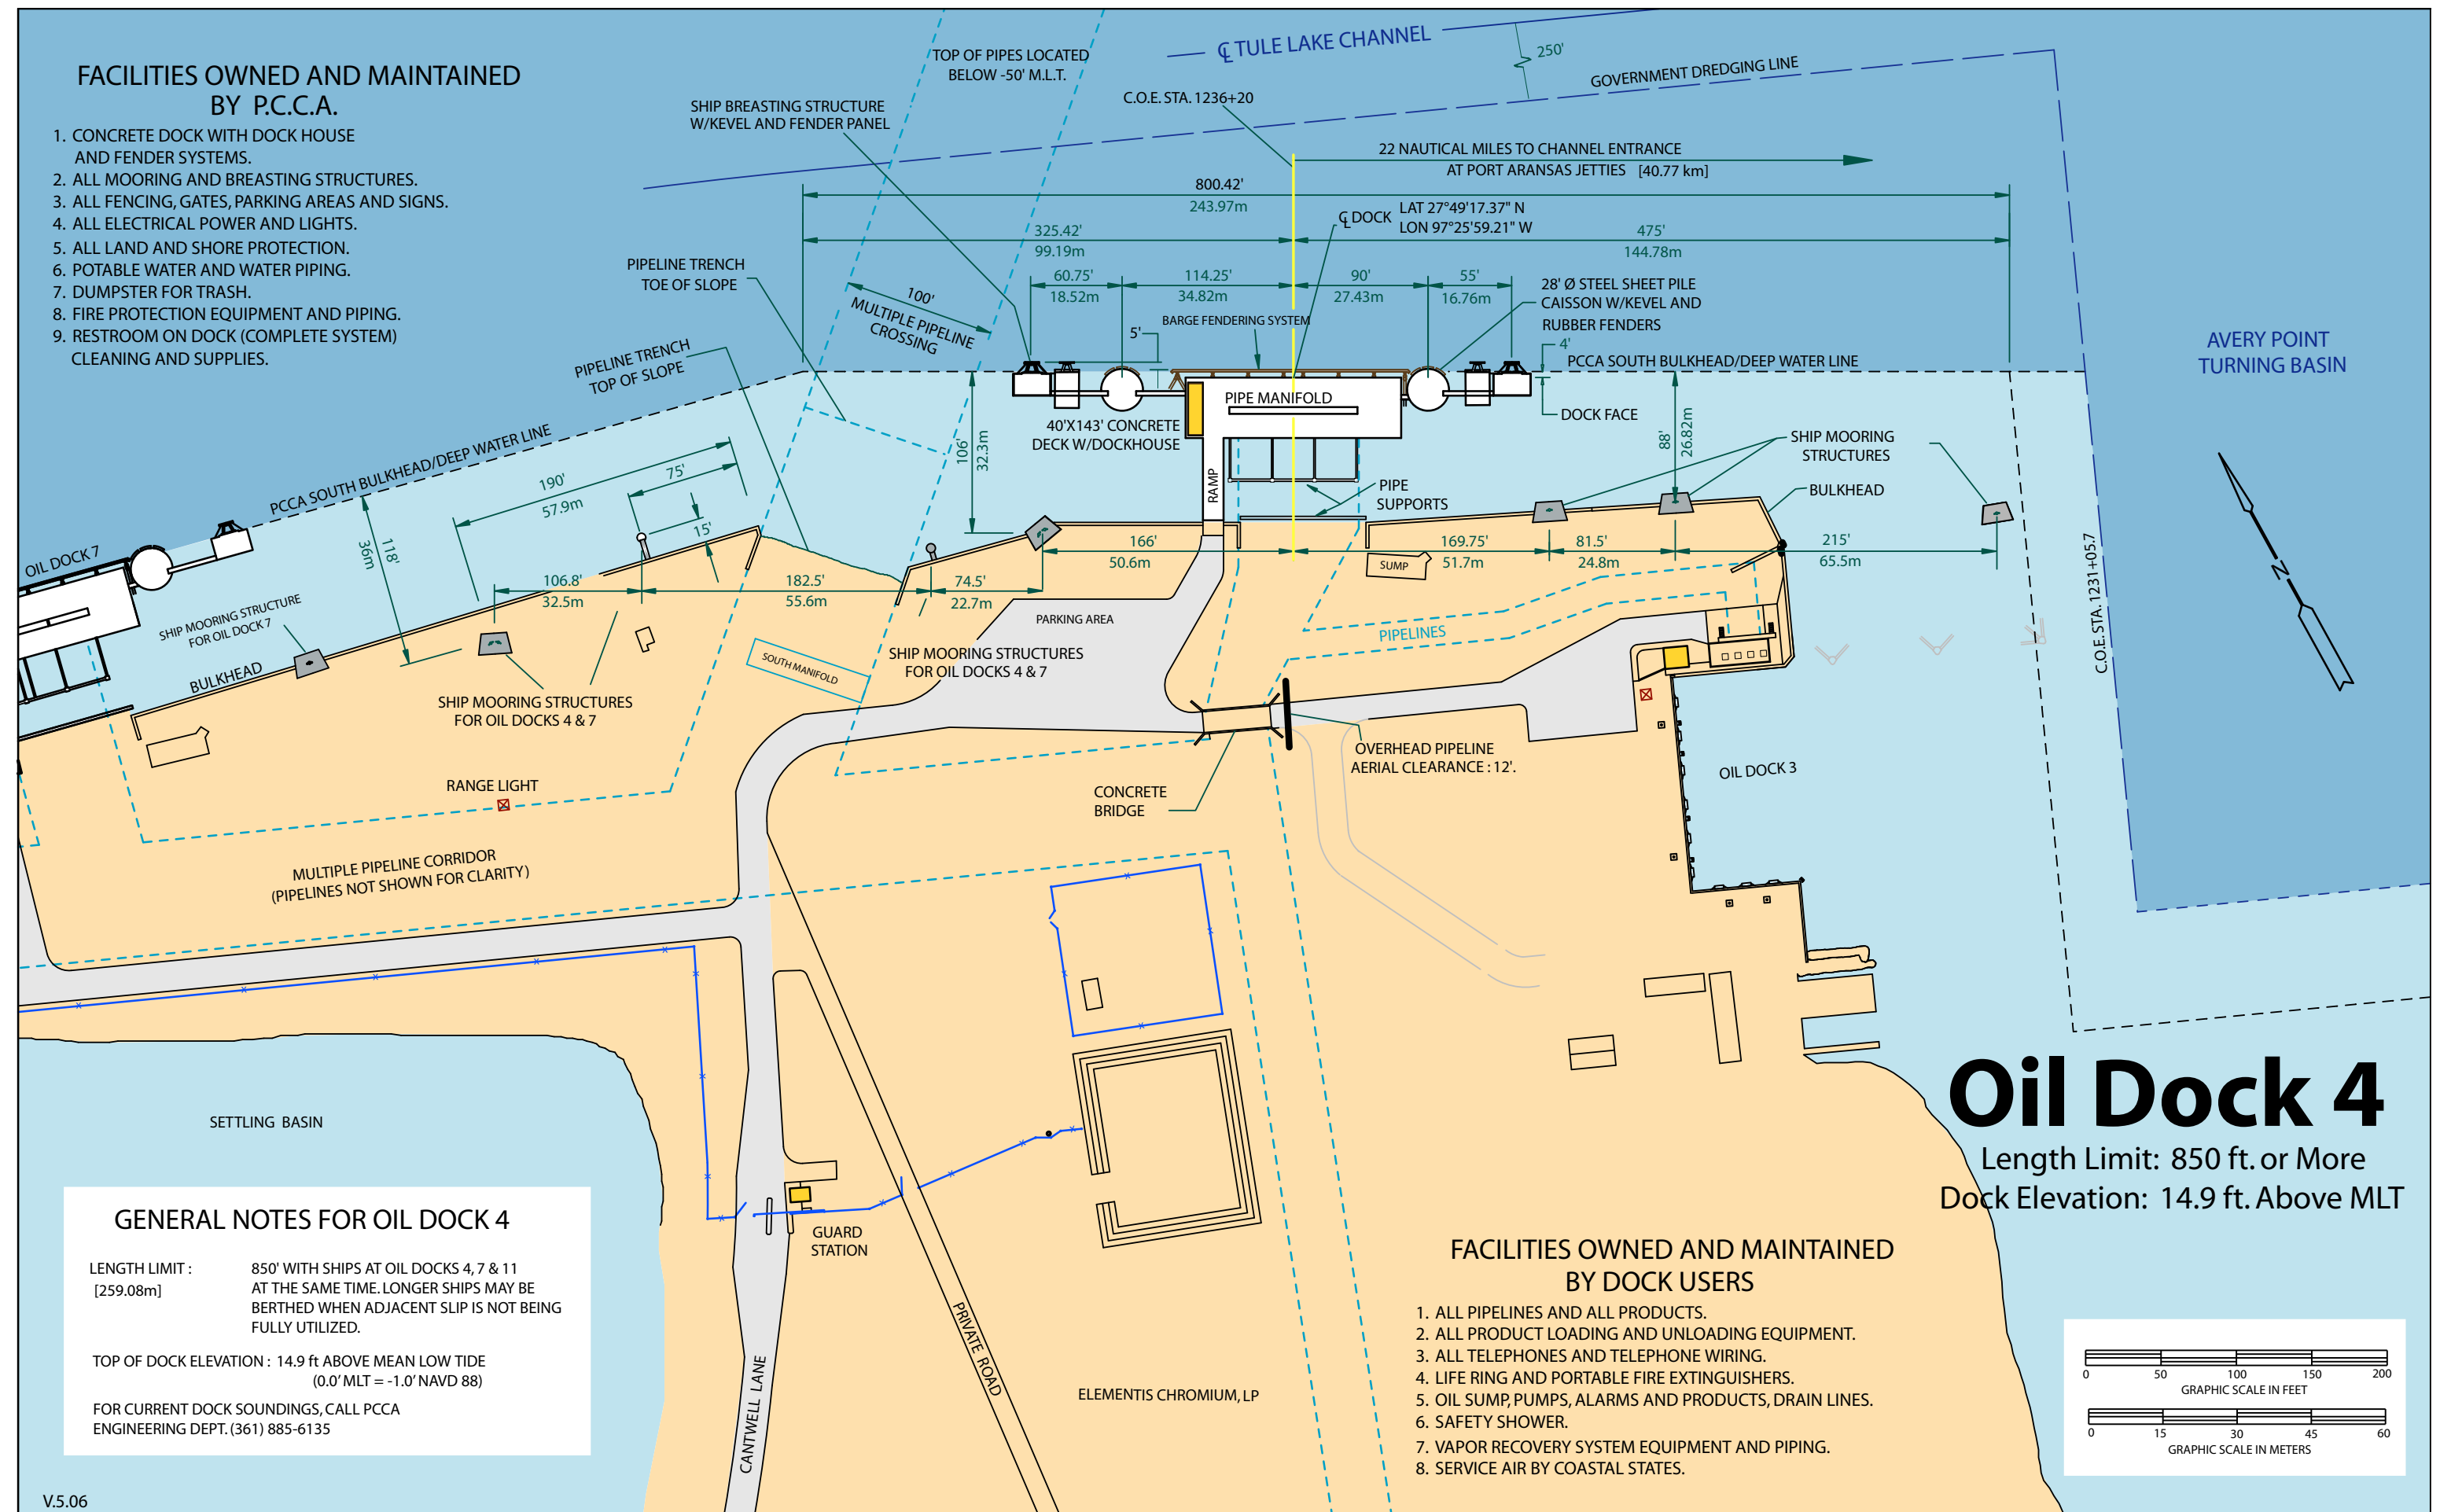 FACILITIES OWNED AND MAINTAINED
BY P.C.C.A.
1. CONCRETE DOCK WITH DOCK HOUSE
AND FENDER SYSTEMS.
2. ALL MOORING AND BREASTING STRUCTURES.
3. ALL FENCING, GATES, PARKING AREAS AND SIGNS.
4. ALL ELECTRICAL POWER AND LIGHTS.
5. ALL LAND AND SHORE PROTECTION.
6. POTABLE WATER AND WATER PIPING.
7. DUMPSTER FOR TRASH.
8. FIRE PROTECTION EQUIPMENT AND PIPING.
9. RESTROOM ON DOCK (COMPLETE SYSTEM)
CLEANING AND SUPPLIES.
TOP OF PIPES LOCATED
BELOW -50' M.L.T.
SHIP BREASTING STRUCTURE
W/KEVEL AND FENDER PANEL
℄ TULE LAKE CHANNEL
250'
GOVERNMENT DREDGING LINE
C.O.E. STA. 1236+20
22 NAUTICAL MILES TO CHANNEL ENTRANCE
AT PORT ARANSAS JETTIES [40.77 km]
800.42'
243.97m
℄ DOCK
LAT 27°49'17.37" N
LON 97°25'59.21" W
325.42'
99.19m
475'
144.78m
PIPELINE TRENCH
TOE OF SLOPE
60.75'
18.52m
114.25'
34.82m
90'
27.43m
55'
16.76m
28' Ø STEEL SHEET PILE
CAISSON W/KEVEL AND
RUBBER FENDERS
100'
MULTIPLE PIPELINE
CROSSING
5'
BARGE FENDERING SYSTEM
4'
PCCA SOUTH BULKHEAD/DEEP WATER LINE
AVERY POINT
TURNING BASIN
PIPELINE TRENCH
TOP OF SLOPE
PIPE MANIFOLD
DOCK FACE
40'X143' CONCRETE
DECK W/DOCKHOUSE
106'
32.3m
88'
26.82m
SHIP MOORING
STRUCTURES
PCCA SOUTH BULKHEAD/DEEP WATER LINE
190'
57.9m
75'
15'
RAMP
PIPE
SUPPORTS
BULKHEAD
N
OIL DOCK 7
118'
36m
166'
50.6m
169.75'
51.7m
81.5'
24.8m
215'
65.5m
SUMP
106.8'
32.5m
182.5'
55.6m
74.5'
22.7m
C.O.E. STA. 1231+05.7
SHIP MOORING STRUCTURE
FOR OIL DOCK 7
BULKHEAD
PARKING AREA
PIPELINES
SOUTH MANIFOLD
SHIP MOORING STRUCTURES
FOR OIL DOCKS 4 & 7
SHIP MOORING STRUCTURES
FOR OIL DOCKS 4 & 7
OVERHEAD PIPELINE
AERIAL CLEARANCE : 12'.
OIL DOCK 3
RANGE LIGHT
CONCRETE
BRIDGE
MULTIPLE PIPELINE CORRIDOR
(PIPELINES NOT SHOWN FOR CLARITY)
SETTLING BASIN
Oil Dock 4
Length Limit: 850 ft. or More
Dock Elevation: 14.9 ft. Above MLT
GENERAL NOTES FOR OIL DOCK 4
LENGTH LIMIT : 850' WITH SHIPS AT OIL DOCKS 4, 7 & 11
[259.08m] AT THE SAME TIME. LONGER SHIPS MAY BE
BERTHED WHEN ADJACENT SLIP IS NOT BEING
FULLY UTILIZED.
TOP OF DOCK ELEVATION : 14.9 ft ABOVE MEAN LOW TIDE
(0.0' MLT = -1.0' NAVD 88)
FOR CURRENT DOCK SOUNDINGS, CALL PCCA
ENGINEERING DEPT. (361) 885-6135
GUARD
STATION
PRIVATE ROAD
CANTWELL LANE
ELEMENTIS CHROMIUM, LP
FACILITIES OWNED AND MAINTAINED
BY DOCK USERS
1. ALL PIPELINES AND ALL PRODUCTS.
2. ALL PRODUCT LOADING AND UNLOADING EQUIPMENT.
3. ALL TELEPHONES AND TELEPHONE WIRING.
4. LIFE RING AND PORTABLE FIRE EXTINGUISHERS.
5. OIL SUMP, PUMPS, ALARMS AND PRODUCTS, DRAIN LINES.
6. SAFETY SHOWER.
7. VAPOR RECOVERY SYSTEM EQUIPMENT AND PIPING.
8. SERVICE AIR BY COASTAL STATES.
0 50 100 150 200
GRAPHIC SCALE IN FEET
0 15 30 45 60
GRAPHIC SCALE IN METERS
V.5.06